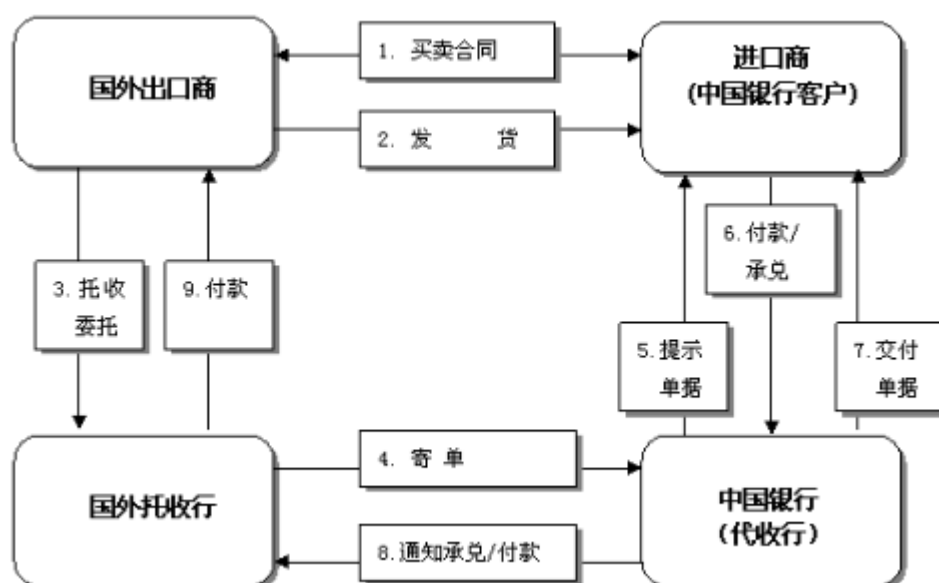 国外出口商
1. 买卖合同
进口商
(中国银行客户)
2. 发 货
3. 托收
委托
9. 付款
6. 付款/
承兑
5. 提示
单据
7. 交付
单据
国外托收行
4. 寄 单
中国银行
(代收行)
8. 通知承兑/付款